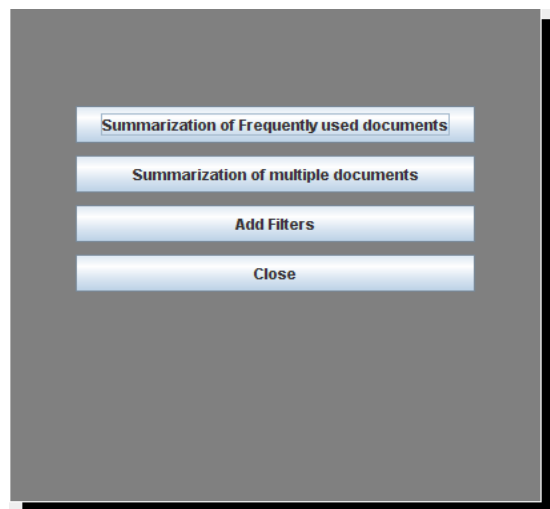 Summarization of Frequently used documents
Summarization of multiple documents
Add Filters
Close